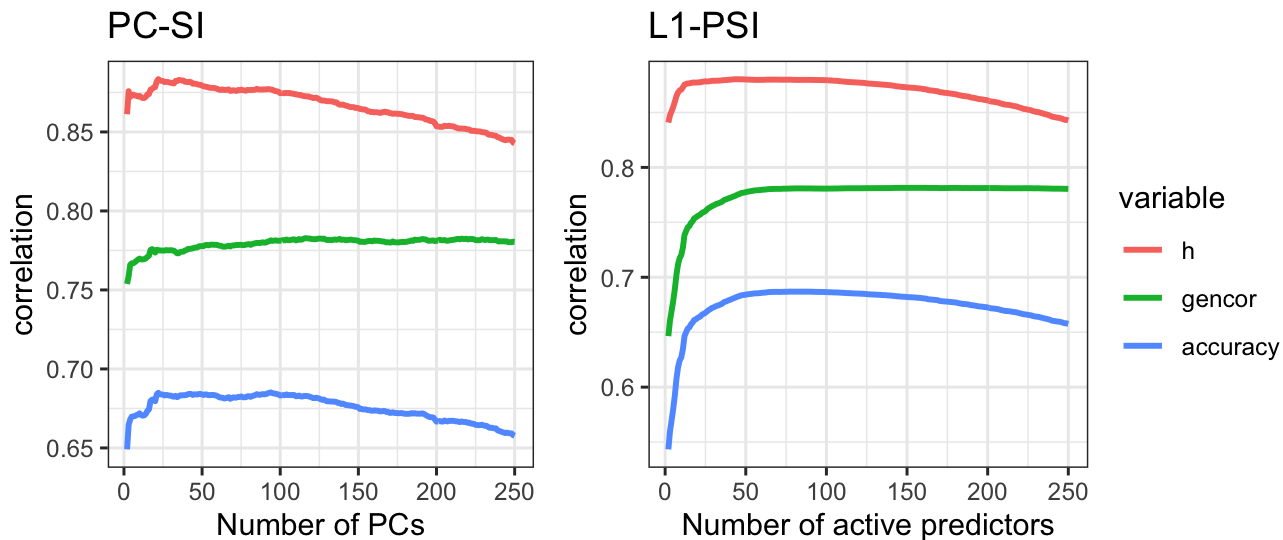 PC-SI
L1-PSI
correlation
0.85
0.80
0.75
0.70
0.65
0 50 100 150 200 250
Number of PCs
correlation
0.8
0.7
0.6
0 50 100 150 200 250
Number of active predictors
variable
h
gencor
accuracy